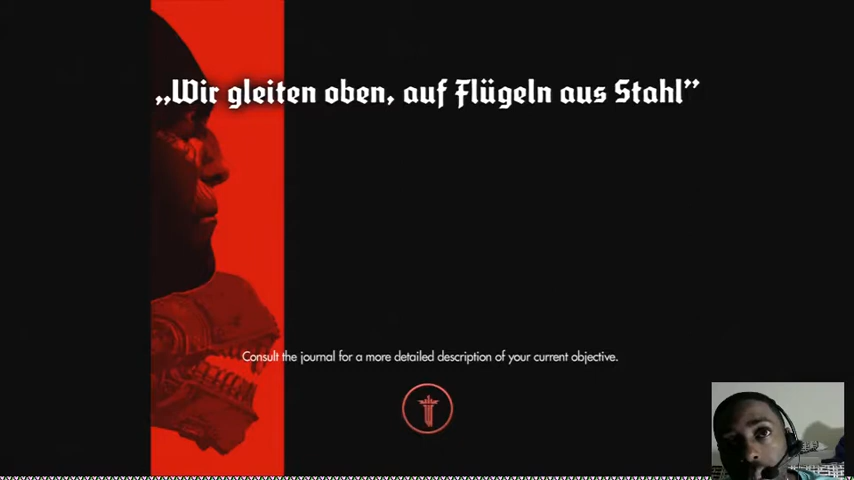 „Wir gleiten oben, auf Flügeln aus Stahl”
Consult the journal for a more detailed description of your current objective.